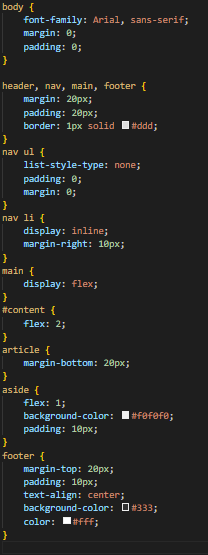 body {
    font-family: Arial, sans-serif;
    margin: 0;
    padding: 0;
}

header, nav, main, footer {
    margin: 20px;
    padding: 20px;
    border: 1px solid #ddd;
}
nav ul {
    list-style-type: none;
    padding: 0;
    margin: 0;
}
nav li {
    display: inline;
    margin-right: 10px;
}
main {
    display: flex;
}
#content {
    flex: 2;
}
article {
    margin-bottom: 20px;
}
aside {
    flex: 1;
    background-color: #f0f0f0;
    padding: 10px;
}
footer {
    margin-top: 20px;
    padding: 10px;
    text-align: center;
    background-color: #333;
    color: #fff;
}